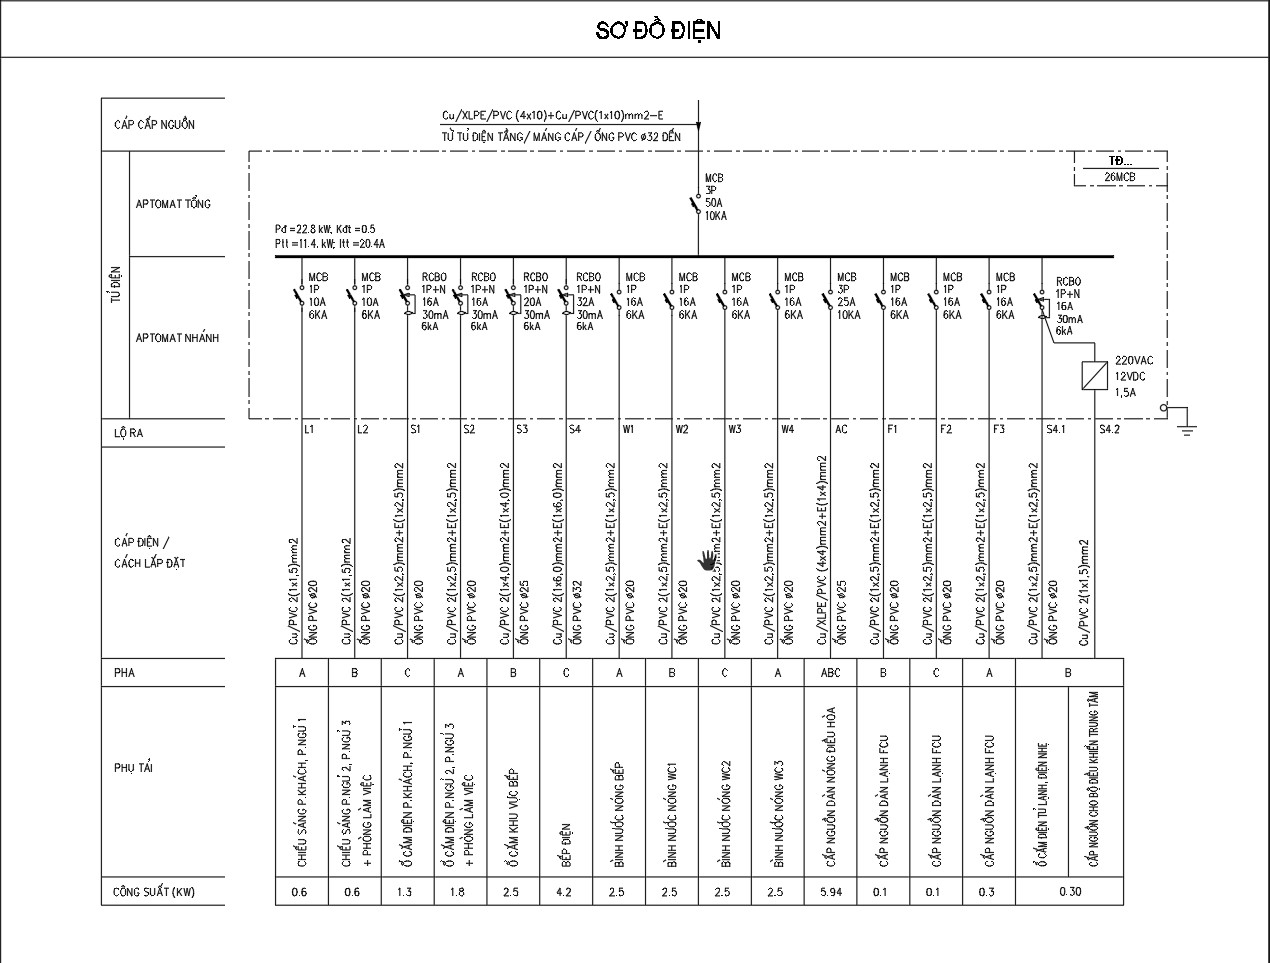 SƠ ĐỒ ĐIỆN
CÁP CẤP NGUỒN
Cu/XLPE/PVC (4x10)+Cu/PVC(1x10)mm2-E
TỪ TỦ ĐIỆN TẦNG/ MÁNG CÁP/ ỐNG PVC ø32 ĐẾN
TĐ...
26MCB
TỦ ĐIỆN
APTOMAT TỔNG
MCB
3P
50A
10KA
Pđ =22.8 kW; Kđt =0.5
Ptt =11.4. kW; Itt =20.4A
APTOMAT NHÁNH
MCB
1P
10A
6KA
MCB
1P
10A
6KA
RCBO
1P+N
16A
30mA
6kA
RCBO
1P+N
16A
30mA
6kA
RCBO
1P+N
20A
30mA
6kA
RCBO
1P+N
32A
30mA
6kA
MCB
1P
16A
6KA
MCB
1P
16A
6KA
MCB
1P
16A
6KA
MCB
1P
16A
6KA
MCB
3P
25A
10KA
MCB
1P
16A
6KA
MCB
1P
16A
6KA
MCB
1P
16A
6KA
RCBO
1P+N
16A
30mA
6kA
220VAC
12VDC
1,5A
LỘ RA
L1 L2 S1 S2 S3 S4 W1 W2 W3 W4 AC F1 F2 F3 S4.1 S4.2
CÁP ĐIỆN /
CÁCH LẮP ĐẶT
Cu/PVC 2(1x1,5)mm2
ỐNG PVC ø20
Cu/PVC 2(1x1,5)mm2
ỐNG PVC ø20
Cu/PVC 2(1x2,5)mm2+E(1x2,5)mm2
ỐNG PVC ø20
Cu/PVC 2(1x2,5)mm2+E(1x2,5)mm2
ỐNG PVC ø20
Cu/PVC 2(1x4,0)mm2+E(1x4,0)mm2
ỐNG PVC ø25
Cu/PVC 2(1x6,0)mm2+E(1x6,0)mm2
ỐNG PVC ø32
Cu/PVC 2(1x2,5)mm2+E(1x2,5)mm2
ỐNG PVC ø20
Cu/PVC 2(1x2,5)mm2+E(1x2,5)mm2
ỐNG PVC ø20
Cu/PVC 2(1x2,5)mm2+E(1x2,5)mm2
ỐNG PVC ø20
Cu/PVC 2(1x2,5)mm2+E(1x2,5)mm2
ỐNG PVC ø20
Cu/XLPE/PVC (4x4)mm2+E(1x4)mm2
ỐNG PVC ø25
Cu/PVC 2(1x2,5)mm2+E(1x2,5)mm2
ỐNG PVC ø20
Cu/PVC 2(1x2,5)mm2+E(1x2,5)mm2
ỐNG PVC ø20
Cu/PVC 2(1x2,5)mm2+E(1x2,5)mm2
ỐNG PVC ø20
Cu/PVC 2(1x2,5)mm2+E(1x2,5)mm2
ỐNG PVC ø20
Cu/PVC 2(1x1,5)mm2
PHA
A B C A B C A B C A ABC B C A B
PHỤ TẢI
CHIẾU SÁNG P.KHÁCH, P.NGỦ 1
CHIẾU SÁNG P.NGỦ 2, P.NGỦ 3
+ PHÒNG LÀM VIỆC
Ổ CẮM ĐIỆN P.KHÁCH, P.NGỦ 1
Ổ CẮM ĐIỆN P.NGỦ 2, P.NGỦ 3
+ PHÒNG LÀM VIỆC
Ổ CẮM KHU VỰC BẾP
BẾP ĐIỆN
BÌNH NƯỚC NÓNG BẾP
BÌNH NƯỚC NÓNG WC1
BÌNH NƯỚC NÓNG WC2
BÌNH NƯỚC NÓNG WC3
CẤP NGUỒN DÀN NÓNG ĐIỀU HÒA
CẤP NGUỒN DÀN LẠNH FCU
CẤP NGUỒN DÀN LẠNH FCU
CẤP NGUỒN DÀN LẠNH FCU
Ổ CẮM ĐIỆN TỦ LẠNH, ĐIỆN NHẸ
CẤP NGUỒN CHO BỘ ĐIỀU KHIỂN TRUNG TÂM
CÔNG SUẤT (KW)
0.6 0.6 1.3 1.8 2.5 4.2 2.5 2.5 2.5 2.5 5.94 0.1 0.1 0.3 0.30